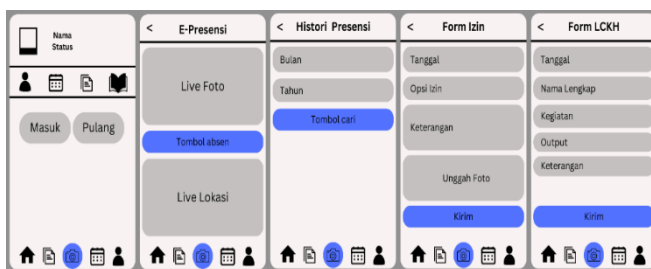 Nama
Status
Masuk
Pulang
< E-Presensi
Live Foto
Tombol absen
Live Lokasi
< Histori Presensi
Bulan
Tahun
Tombol cari
< Form Izin
Tanggal
Opsi Izin
Keterangan
Unggah Foto
Kirim
< Form LCKH
Tanggal
Nama Lengkap
Kegiatan
Output
Keterangan
Kirim